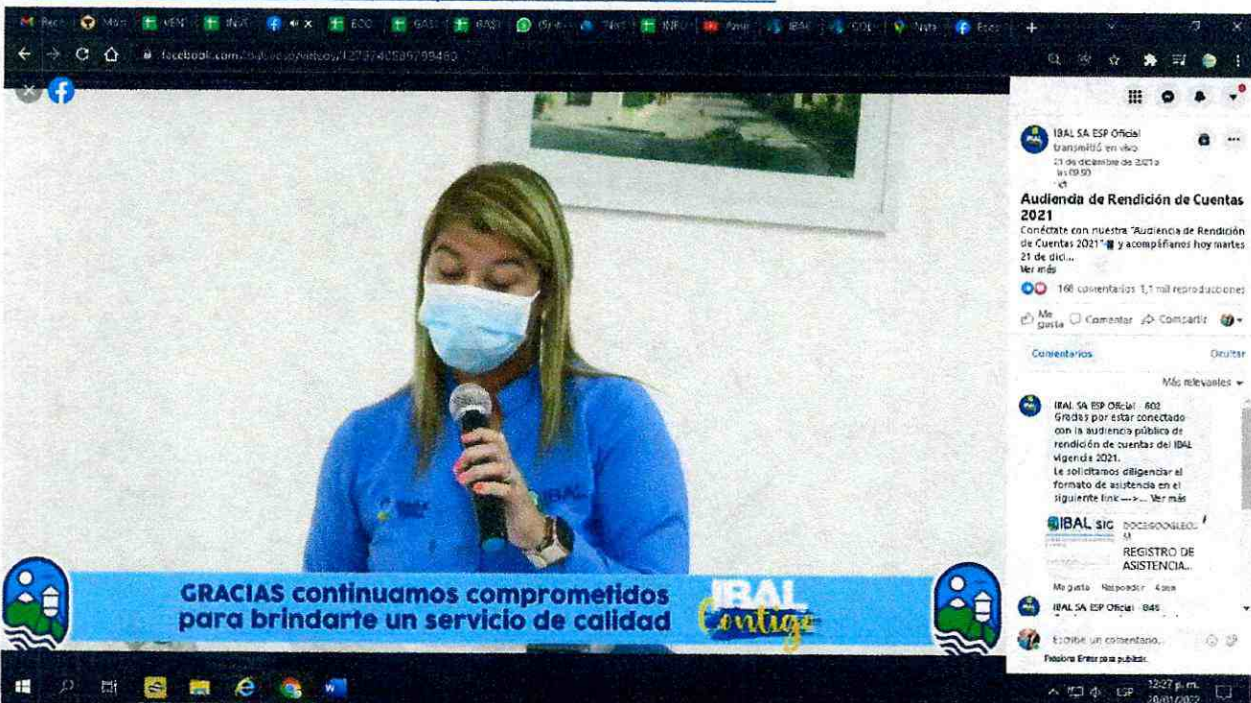 facebook.com
IBAL SA ESP Oficial
transmitió en vivo
21 de diciembre de 2021 a
las 09:50
Audiencia de Rendición de Cuentas
2021
Conéctate con nuestra "Audiencia de Rendición
de Cuentas 2021" y acompáñanos hoy martes
21 de dici...
Ver más
168 comentarios 1,1 mil reproducciones
Me gusta Comentar Compartir
Comentarios Ocultar
Más relevantes
IBAL SA ESP Oficial
Gracias por estar conectado
con la audiencia pública de
rendición de cuentas del IBAL
vigencia 2021.
Le solicitamos diligenciar el
formato de asistencia en el
siguiente link --->... Ver más
IBAL SIG
REGISTRO DE
ASISTENCIA...
Me gusta Responder
IBAL SA ESP Oficial
Escribe un comentario...
Presiona Enter para publicar.
IBAL
GRACIAS continuamos comprometidos
para brindarte un servicio de calidad
IBAL
Contigo
ESP
12:27 p. m.
20/01/2022